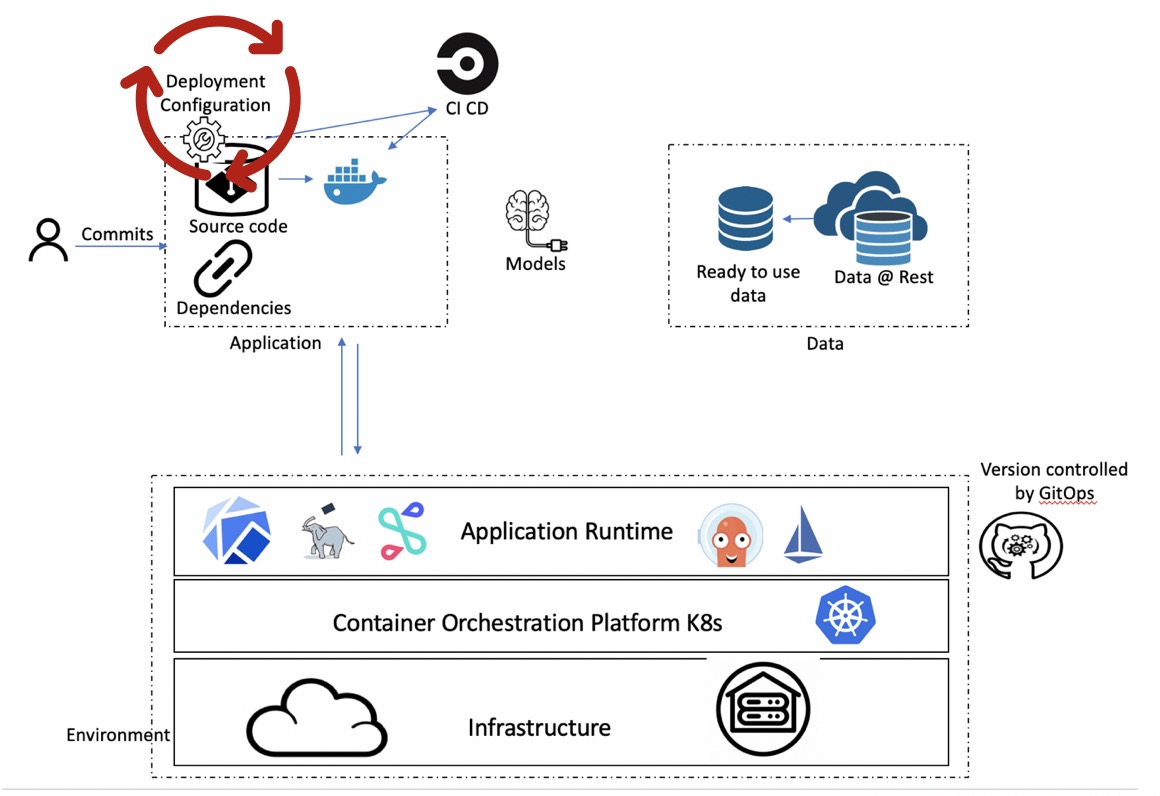 Deployment
Configuration
CI CD
Commits
Source code
Dependencies
Application
Models
Ready to use
data
Data @ Rest
Data
Version controlled
by GitOps
Application Runtime
Container Orchestration Platform K8s
Infrastructure
Environment